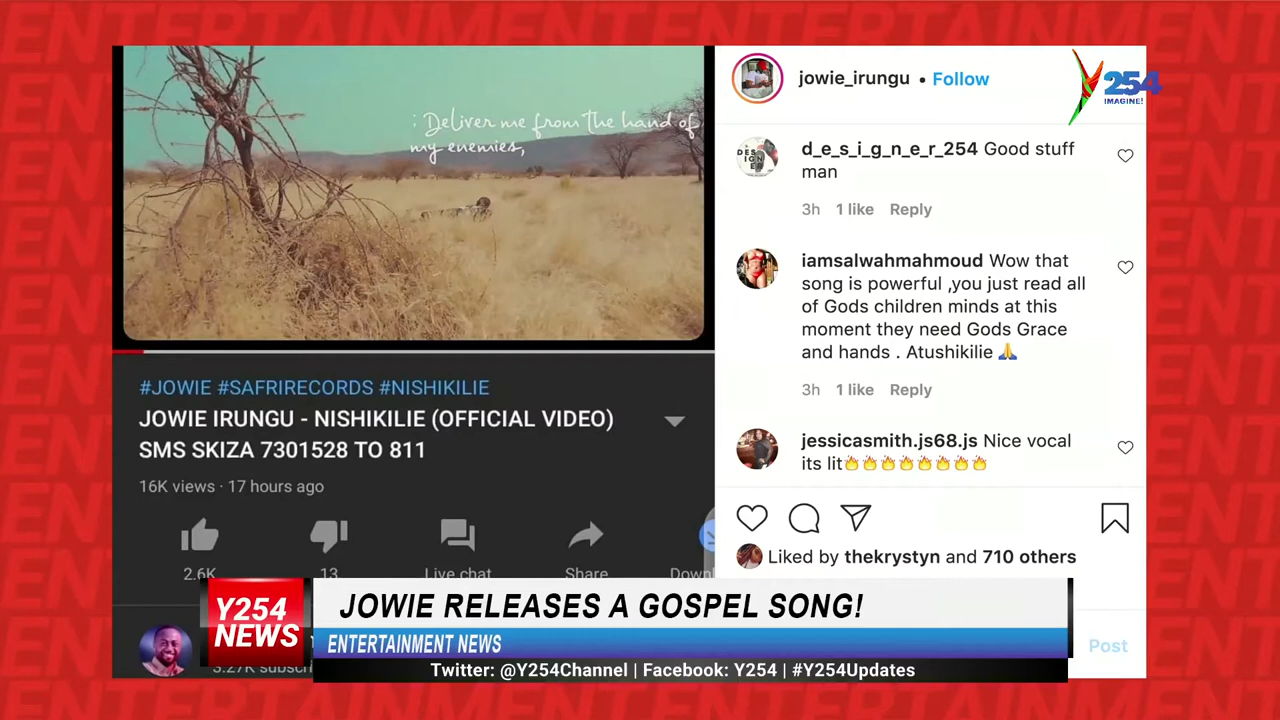 ENTERTAINMENT
: Deliver me from the hand of
my enemies,
#JOWIE #SAFRIRECORDS #NISHIKILIE
JOWIE IRUNGU - NISHIKILIE (OFFICIAL VIDEO)
SMS SKIZA 7301528 TO 811
16K views · 17 hours ago
2.6K
13
Live chat
Share
3.27K
jowie_irungu • Follow
Y254
IMAGINE!
d_e_s_i_g_n_e_r_254 Good stuff
man
3h 1 like Reply
iamsalwahmahmoud Wow that
song is powerful ,you just read all
of Gods children minds at this
moment they need Gods Grace
and hands . Atushikilie 🙏
3h 1 like Reply
jessicasmith.js68.js Nice vocal
its lit🔥🔥🔥🔥🔥🔥🔥🔥
Liked by thekrystyn and 710 others
Post
Y254
NEWS
JOWIE RELEASES A GOSPEL SONG!
ENTERTAINMENT NEWS
Twitter: @Y254Channel | Facebook: Y254 | #Y254Updates